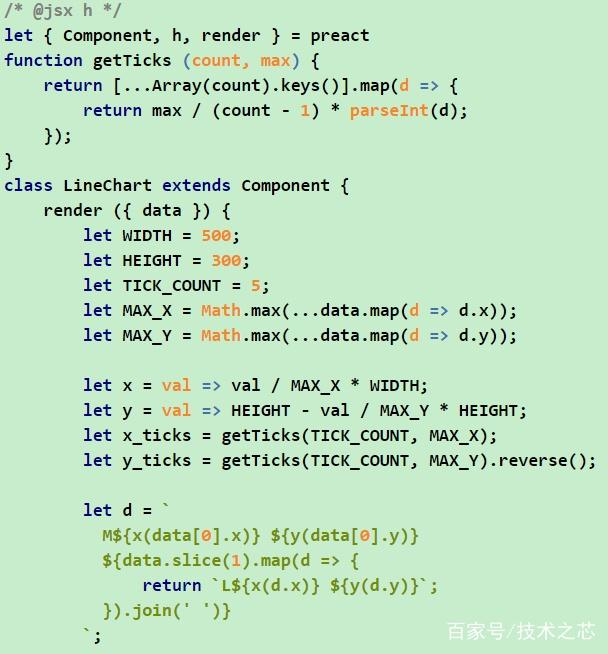 /* @jsx h */
let { Component, h, render } = preact
function getTicks (count, max) {
    return [...Array(count).keys()].map(d => {
        return max / (count - 1) * parseInt(d);
    });
}
class LineChart extends Component {
    render ({ data }) {
        let WIDTH = 500;
        let HEIGHT = 300;
        let TICK_COUNT = 5;
        let MAX_X = Math.max(...data.map(d => d.x));
        let MAX_Y = Math.max(...data.map(d => d.y));

        let x = val => val / MAX_X * WIDTH;
        let y = val => HEIGHT - val / MAX_Y * HEIGHT;
        let x_ticks = getTicks(TICK_COUNT, MAX_X);
        let y_ticks = getTicks(TICK_COUNT, MAX_Y).reverse();

        let d = `
          M${x(data[0].x)} ${y(data[0].y)}
          ${data.slice(1).map(d => {
              return `L${x(d.x)} ${y(d.y)}`;
          }).join(' ')}
        `;
百家号/技术之芯